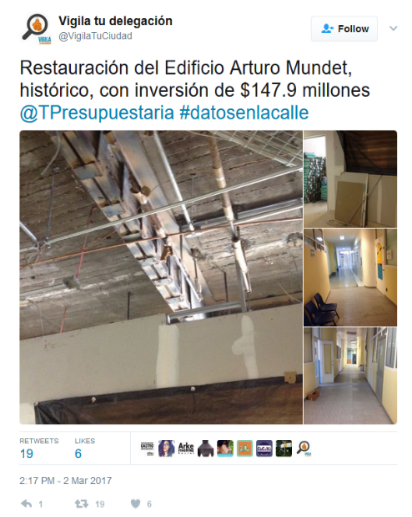 Vigila tu delegación
@VigilaTuCiudad
Follow
Restauración del Edificio Arturo Mundet,
histórico, con inversión de $147.9 millones
@TPresupuestaria #datosenlacalle
RETWEETS
19
LIKES
6
2:17 PM - 2 Mar 2017
1
19
6